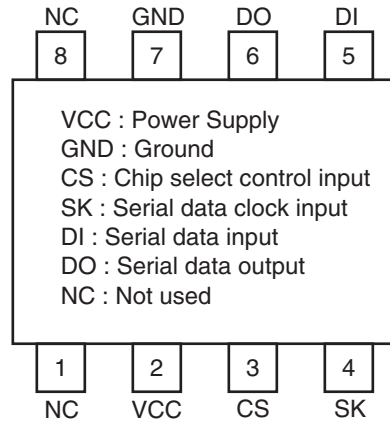 NC GND DO DI
8 7 6 5
VCC : Power Supply
GND : Ground
CS : Chip select control input
SK : Serial data clock input
DI : Serial data input
DO : Serial data output
NC : Not used
1 2 3 4
NC VCC CS SK